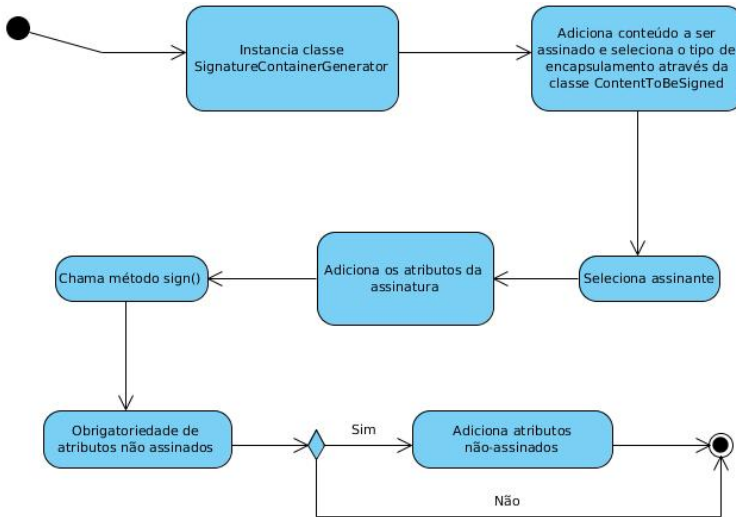 Instancia classe
SignatureContainerGenerator
Adiciona conteúdo a ser
assinado e seleciona o tipo de
encapsulamento através da
classe ContentToBeSigned
Seleciona assinante
Adiciona os atributos da
assinatura
Chama método sign()
Obrigatoriedade de
atributos não assinados
Sim
Adiciona atributos
não-assinados
Não